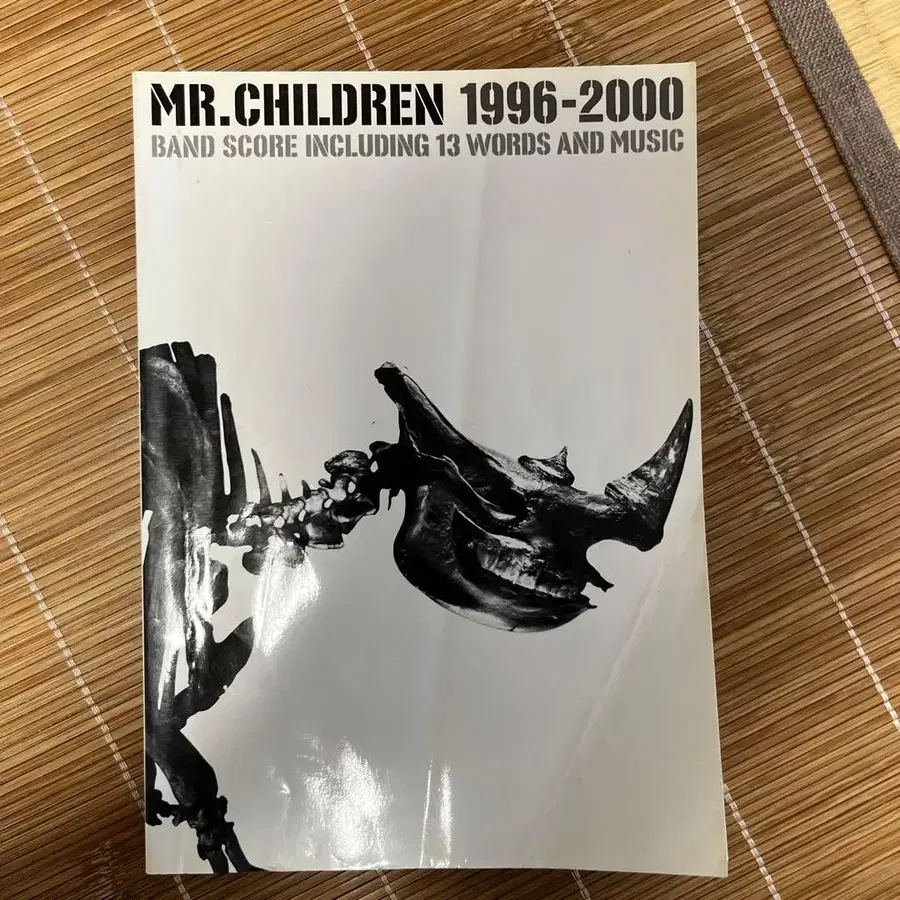 MR.CHILDREN 1996-2000
BAND SCORE INCLUDING 13 WORDS AND MUSIC